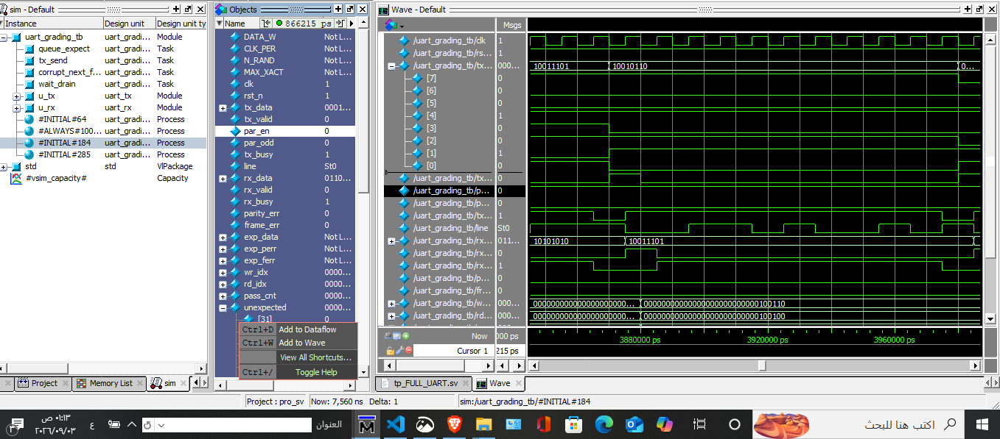 sim - Default
Instance Design unit Design unit ty
uart_grading_tb uart_gradi... Module
queue_expect uart_gradi... Task
tx_send uart_gradi... Task
corrupt_next_f... uart_gradi... Task
wait_drain uart_gradi... Task
u_tx uart_tx Module
u_rx uart_rx Module
#INITIAL#64 uart_gradi... Process
#ALWAYS#100... uart_gradi... Process
#INITIAL#184 uart_gradi... Process
#INITIAL#285 uart_gradi... Process
std std VlPackage
#vsim_capacity# Capacity
Project Memory List sim
Objects
Name 866215 ps
DATA_W Not L...
CLK_PER Not L...
N_RAND Not L...
MAX_XACT Not L...
clk 1
rst_n 1
tx_data 0001...
tx_valid 0
par_en 0
par_odd 0
tx_busy 1
line St0
rx_data 0110...
rx_valid 0
rx_busy 1
parity_err 0
frame_err 0
exp_data Not L...
exp_perr Not L...
exp_ferr Not L...
wr_idx 0000...
rd_idx 0000...
pass_cnt 0000...
unexpected 0000...
[31] 0
Ctrl+D Add to Dataflow
Ctrl+W Add to Wave
View All Shortcuts...
Ctrl+/ Toggle Help
Wave - Default
Msgs
/uart_grading_tb/clk 1
/uart_grading_tb/rs... 1
/uart_grading_tb/tx... 000... 10011101 10010110 0...
[7] 0
[6] 0
[5] 0
[4] 1
[3] 0
[2] 0
[1] 1
[0] 0
/uart_grading_tb/tx... 0
/uart_grading_tb/p... 0
/uart_grading_tb/p... 0
/uart_grading_tb/tx... 1
/uart_grading_tb/line St0
/uart_grading_tb/rx... 011... 10101010 10011101
/uart_grading_tb/rx... 0
/uart_grading_tb/rx... 1
/uart_grading_tb/p... 0
/uart_grading_tb/fr... 0
/uart_grading_tb/w... 000... 00000000000000000000000... 00000000000000000000000000100110
/uart_grading_tb/rd... 000... 00000000000000000000000... 00000000000000000000000000100100
Now 000 ps
Cursor 1 215 ps
3880000 ps 3920000 ps 3960000 ps
tp_FULL_UART.sv Wave
Project : pro_sv Now: 7,560 ns Delta: 1 sim:/uart_grading_tb/#INITIAL#184
٣
٠١:١٣ ص
٢٠٢٦/٠٩/٠٣
ع
العنوان
اكتب هنا للبحث